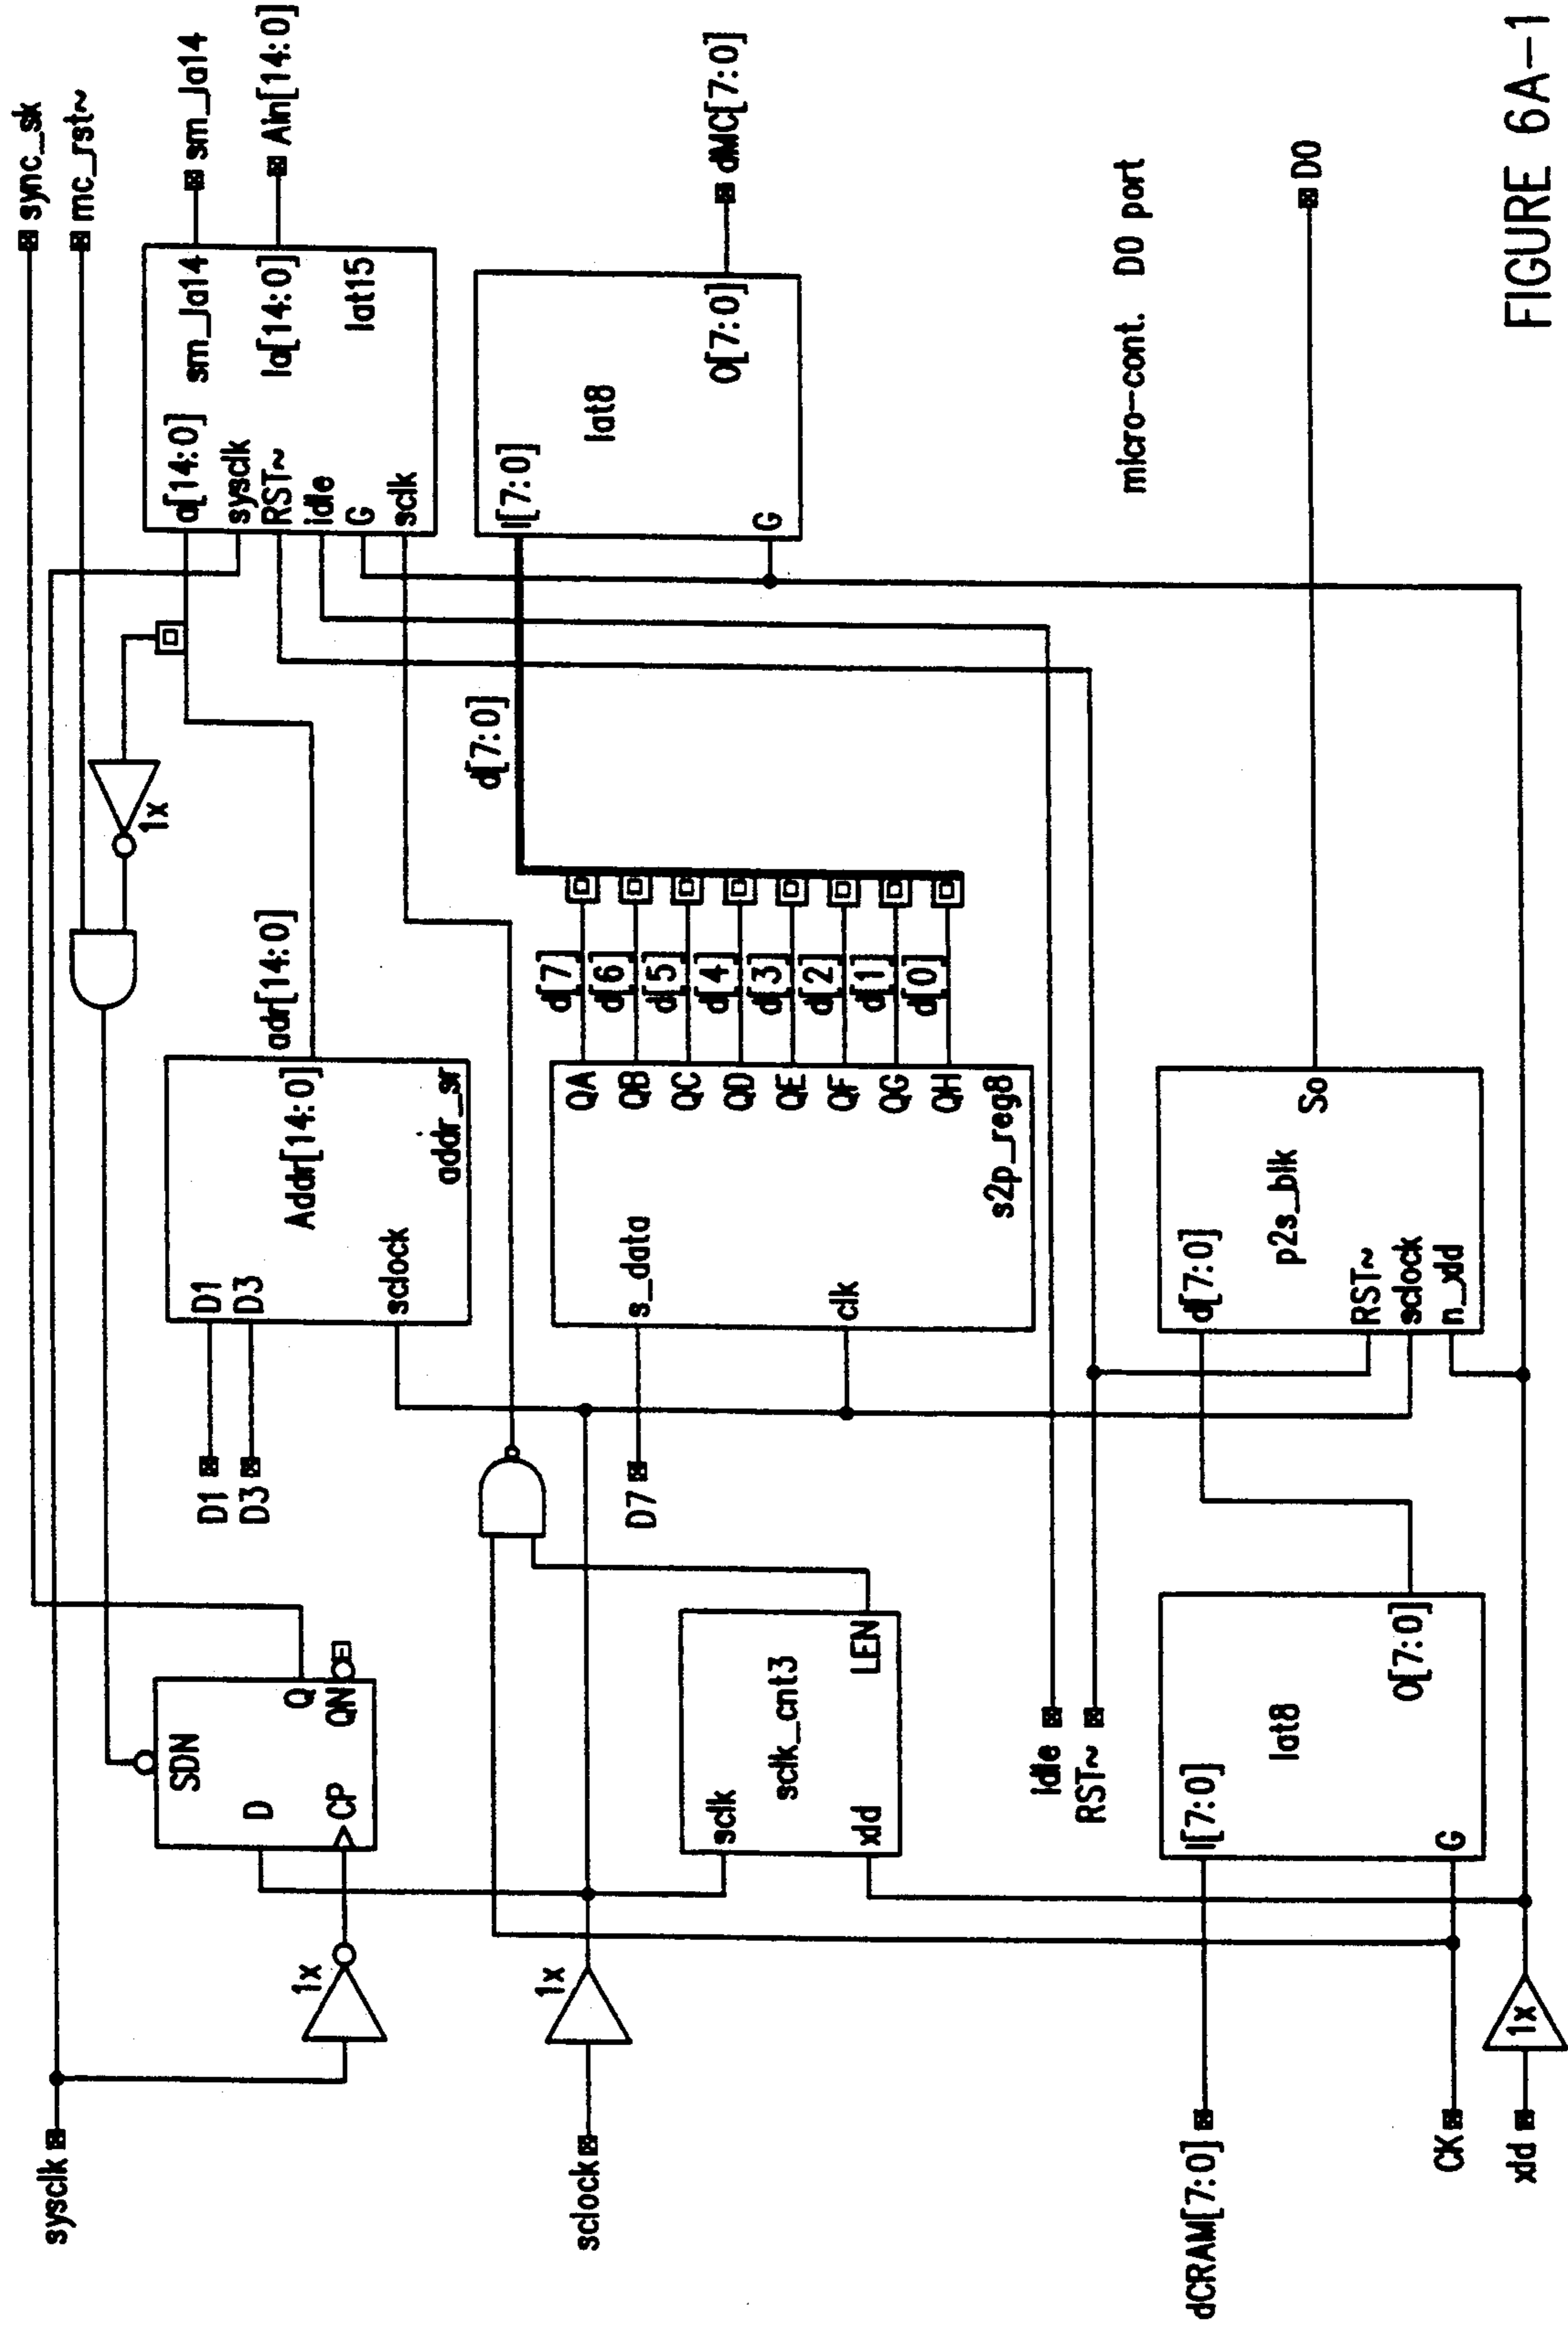 sysclk
sclock
dCRAM[7:0]
CK
xdd
1x
1x
1x
SDN
D
CP
Q
QN
sclk
xdd
sclk_cnt3
LEN
idle
RST~
I[7:0]
G
lat8
O[7:0]
D1
D3
D7
D1
D3
sclock
Addr[14:0]
addr_sr
adr[14:0]
s_data
clk
QA
QB
QC
QD
QE
QF
QG
QH
s2p_reg8
d[7]
d[6]
d[5]
d[4]
d[3]
d[2]
d[1]
d[0]
d[7:0]
d[7:0]
RST~
sclock
n_xdd
p2s_blk
So
1x
a[14:0]
sysclk
RST~
idle
G
sclk
sm_la14
la[14:0]
lat15
I[7:0]
G
lat8
O[7:0]
sync_sk
mc_rst~
sm_la14
Ain[14:0]
dMC[7:0]
micro-cont. DO port
DO
FIGURE 6A-1